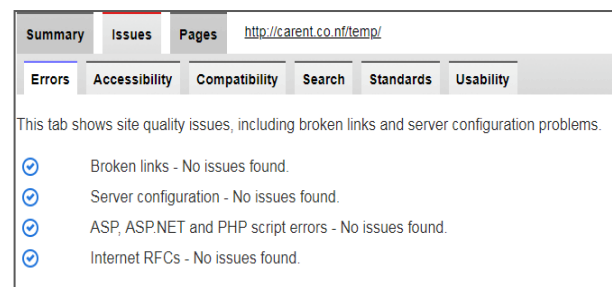 Summary Issues Pages http://carent.co.nf/temp/
Errors Accessibility Compatibility Search Standards Usability
This tab shows site quality issues, including broken links and server configuration problems.
Broken links - No issues found.
Server configuration - No issues found.
ASP, ASP.NET and PHP script errors - No issues found.
Internet RFCs - No issues found.